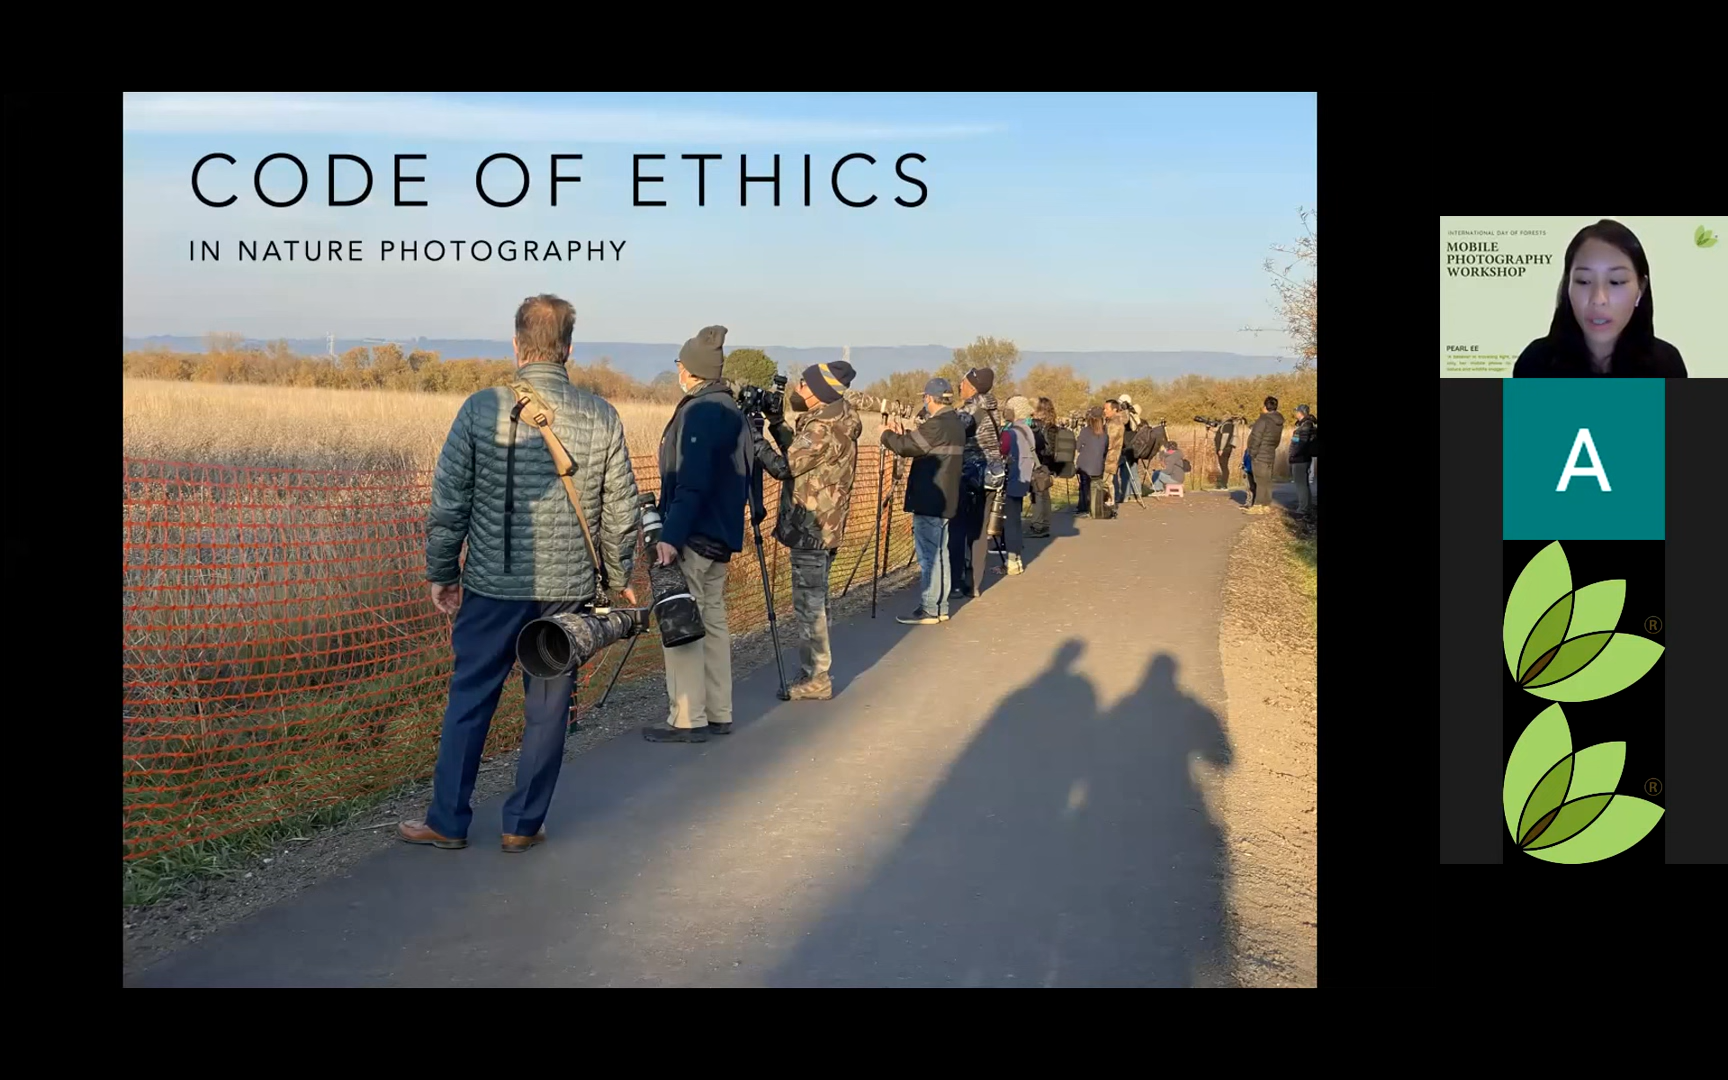 CODE OF ETHICS
IN NATURE PHOTOGRAPHY
INTERNATIONAL DAY OF FORESTS
MOBILE
PHOTOGRAPHY
WORKSHOP
PEARL EE
A
®
®